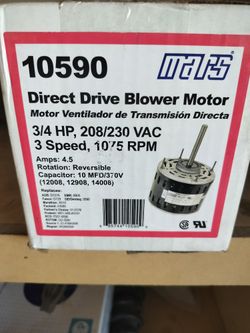 10590
mars
Direct Drive Blower Motor
Motor Ventilador de Transmisión Directa
3/4 HP, 208/230 VAC
3 Speed, 1075 RPM
Amps: 4.5
Rotation: Reversible
Capacitor: 10 MFD/370V
(12008, 12908, 14008)
Replaces: